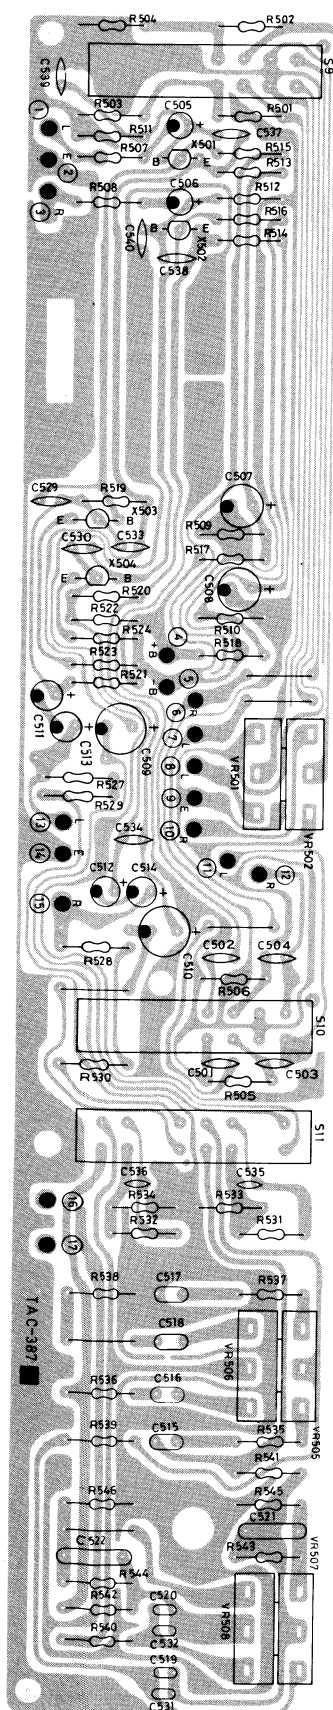 R504
R502
C539
S9
1
R503
C505
+
R501
L
R511
X501
C537
E
R507
B
E
R515
2
R513
R508
C506
+
R512
3
R
B
E
R516
C540
X502
R514
C538
C529
R519
C507
+
X503
E
B
C530
C533
R509
R517
X504
E
B
C508
+
R520
R522
R510
4
R524
-B
R518
R523
R521
-B
5
C511
+
C513
+
C509
+
6
R
7
L
VR501
VR502
R527
8
L
R529
9
E
13
L
C534
10
R
14
E
11
L
12
R
C512
C514
+
+
15
R
C510
+
R528
C502
C504
R506
S10
R530
C501
C503
R505
S11
C536
C535
16
R534
R533
R532
R531
17
TAC-387
R538
C517
R537
C518
VR506
VR505
R536
C516
R539
C515
R535
R541
R546
R545
C521
C522
R543
VR507
R544
R542
C520
VR508
R540
C532
C519
C531